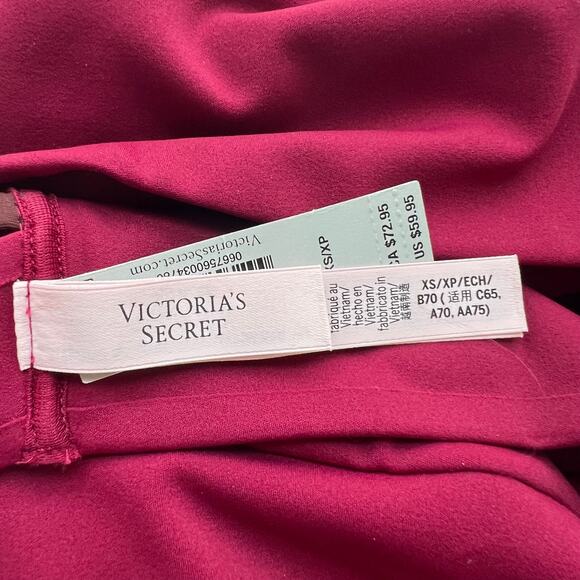 VICTORIA'S
SECRET
fabriqué au
Vietnam/
hecho en
Vietnam/
fabbricato in
Vietnam/
越南制造
XS/XP/ECH/
B70 ( 适用 C65,
A70, AA75)
VictoriasSecret.com
XS/XP
CA $72.95
US $59.95